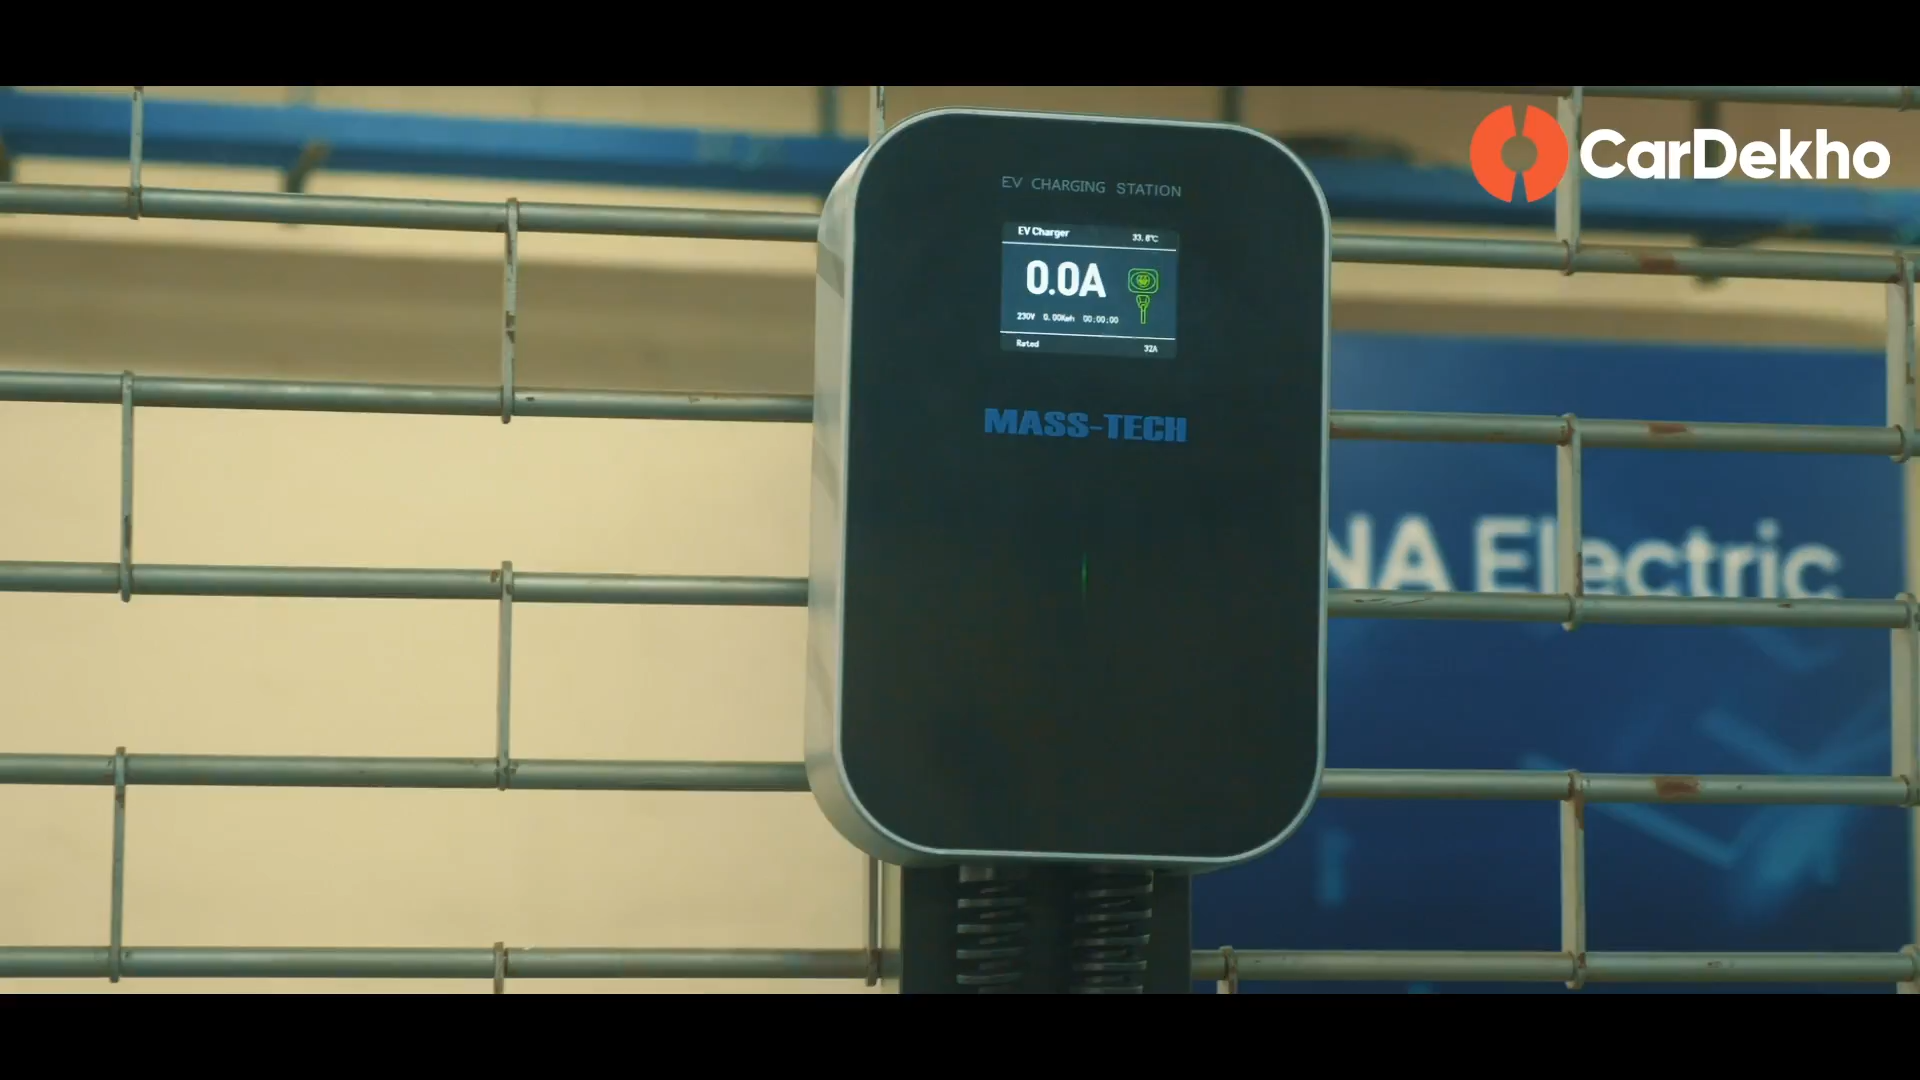 CarDekho
EV CHARGING STATION
EV Charger 33.8°C
0.0A
230V 0.00Kwh 00:00:00
Rated 32A
MASS-TECH
NA Electric